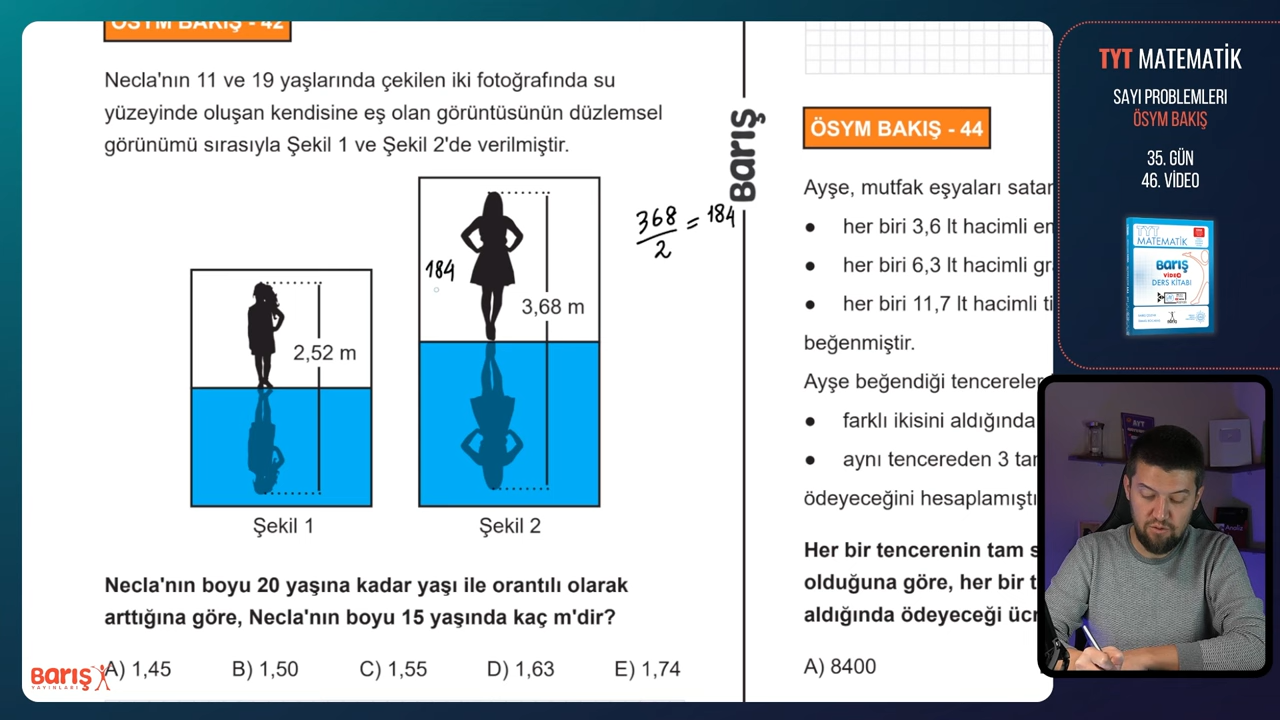 ÖSYM BAKIŞ - 42
Necla'nın 11 ve 19 yaşlarında çekilen iki fotoğrafında su
yüzeyinde oluşan kendisine eş olan görüntüsünün düzlemsel
görünümü sırasıyla Şekil 1 ve Şekil 2'de verilmiştir.
184
3,68 m
2,52 m
368/2 = 184
Şekil 1
Şekil 2
Necla'nın boyu 20 yaşına kadar yaşı ile orantılı olarak
arttığına göre, Necla'nın boyu 15 yaşında kaç m'dir?
A) 1,45 B) 1,50 C) 1,55 D) 1,63 E) 1,74
BARIŞ
YAYINLARI
Barış
ÖSYM BAKIŞ - 44
Ayşe, mutfak eşyaları satar
● her biri 3,6 lt hacimli er
● her biri 6,3 lt hacimli gr
● her biri 11,7 lt hacimli ti
beğenmiştir.
Ayşe beğendiği tencereler
● farklı ikisini aldığında
● aynı tencereden 3 tar
ödeyeceğini hesaplamıştı
Her bir tencerenin tam s
olduğuna göre, her bir t
aldığında ödeyeceği ücr
A) 8400
TYT MATEMATİK
SAYI PROBLEMLERI
ÖSYM BAKIŞ
35. GÜN
46. VİDEO
TYT
MATEMATİK
Barış
VİDEO
DERS KİTABI